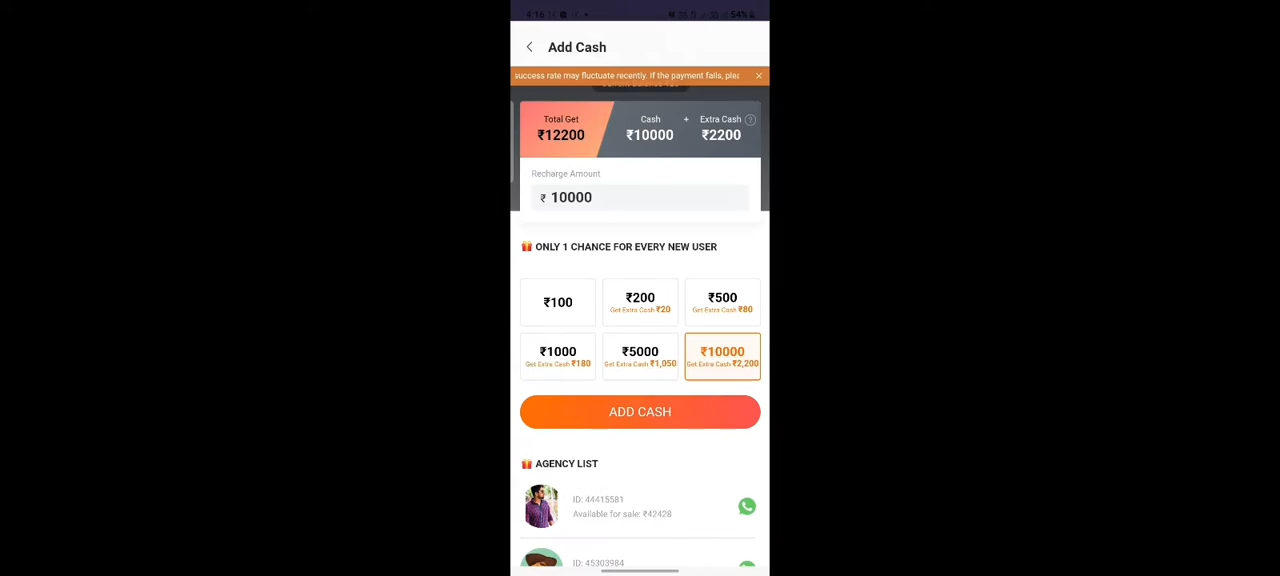 4:16
54%
Add Cash
success rate may fluctuate recently. If the payment fails, plea
Total Get
Cash
+
Extra Cash
?
₹12200
₹10000
₹2200
Recharge Amount
₹ 10000
ONLY 1 CHANCE FOR EVERY NEW USER
₹100
₹200
Get Extra Cash ₹20
₹500
Get Extra Cash ₹80
₹1000
Get Extra Cash ₹180
₹5000
Get Extra Cash ₹1,050
₹10000
Get Extra Cash ₹2,200
ADD CASH
AGENCY LIST
ID: 44415581
Available for sale: ₹42428
ID: 45303984